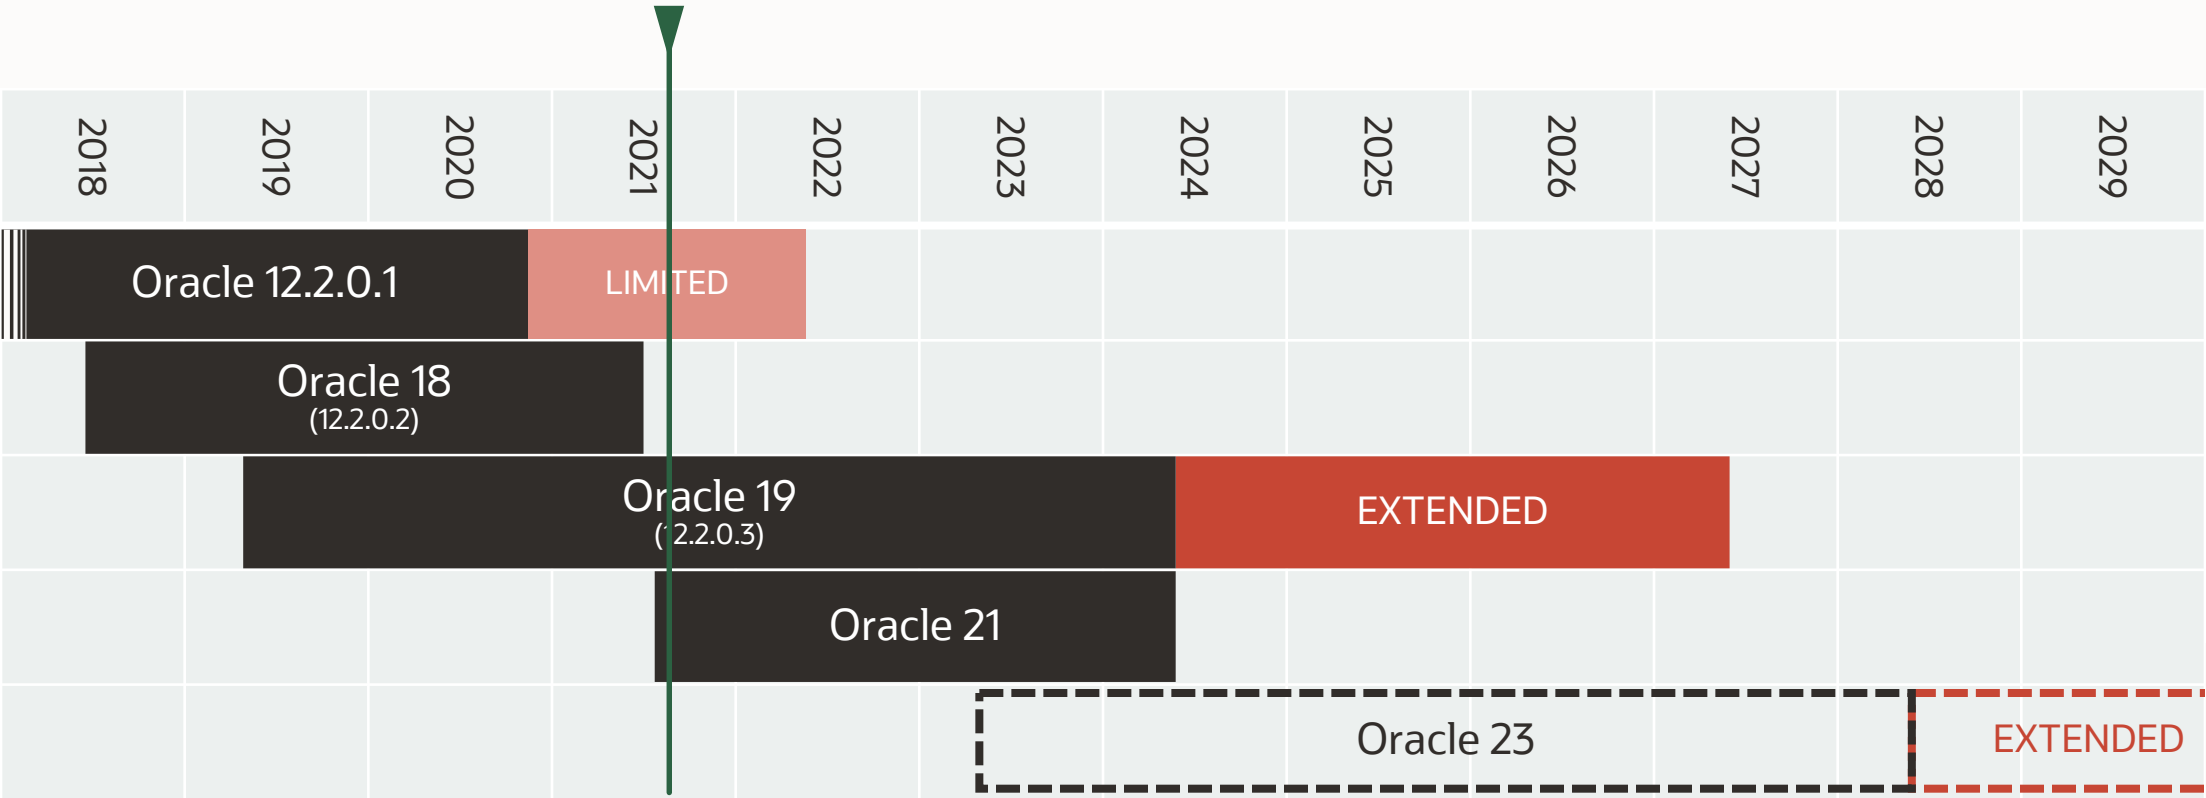 2018
2019
2020
2021
2022
2023
2024
2025
2026
2027
2028
2029
Oracle 12.2.0.1
LIMITED
Oracle 18
(12.2.0.2)
Oracle 19
(12.2.0.3)
EXTENDED
Oracle 21
Oracle 23
EXTENDED